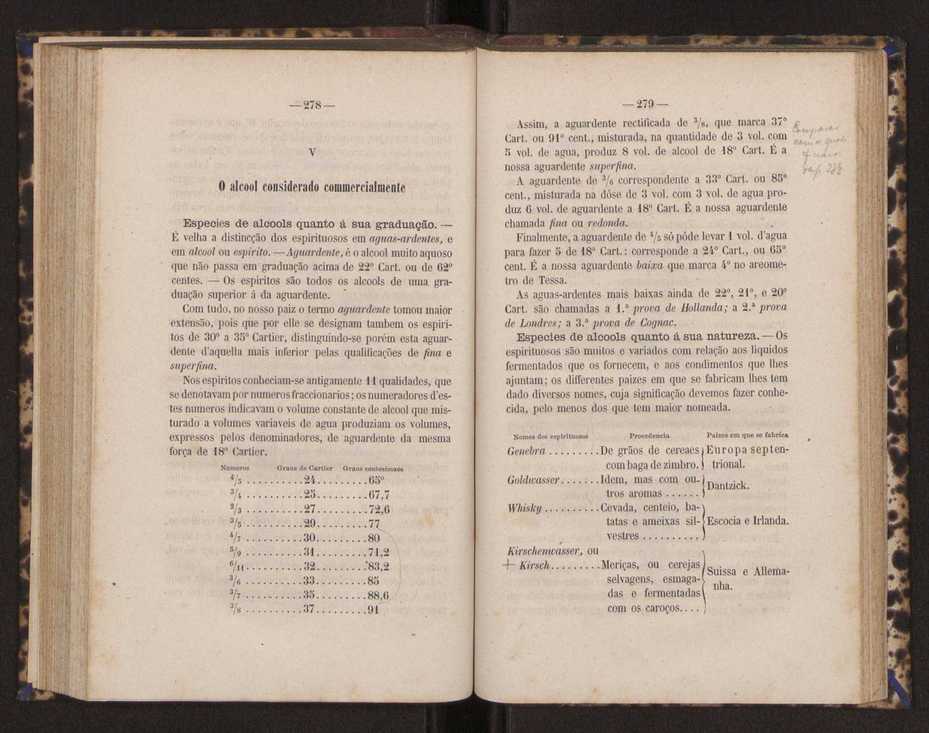 —278—
V
O alcool considerado commercialmente
Especies de alcools quanto á sua graduação. —
É velha a distincção dos espirituosos em aguas-ardentes, e
em alcool ou espirito. — Aguardente, é o alcool muito aquoso
que não passa em graduação acima de 22º Cart. ou de 62º
centes. — Os espiritos são todos os alcools de uma gra-
duação superior á da aguardente.
Com tudo, no nosso paiz o termo aguardente tomou maior
extensão, pois que por elle se designam tambem os espiri-
tos de 30º a 35º Cartier, distinguindo-se porém esta aguar-
dente d'aquella mais inferior pelas qualificações de fina e
superfina.
Nos espiritos conheciam-se antigamente 11 qualidades, que
se denotavam por numeros fraccionarios; os numeradores d'es-
tes numeros indicavam o volume constante de alcool que mis-
turado a volumes variaveis de agua produziam os volumes,
expressos pelos denominadores, de aguardente da mesma
força de 18º Cartier.
Numeros Graus de Cartier Graus centesimaes
4/5 . . . . . . . . . . 24. . . . . . . . . 65º
3/4 . . . . . . . . . . 25. . . . . . . . . 67,7
2/3 . . . . . . . . . . 27. . . . . . . . . 72,6
3/5 . . . . . . . . . . 29. . . . . . . . . 77
4/7 . . . . . . . . . . 30. . . . . . . . . 80
5/9 . . . . . . . . . . 31. . . . . . . . . 71,2
6/11 . . . . . . . . . . 32. . . . . . . . . 83,2
3/6 . . . . . . . . . . 33. . . . . . . . . 85
3/7 . . . . . . . . . . 35. . . . . . . . . 88,6
3/8 . . . . . . . . . . 37. . . . . . . . . 91
—279—
Assim, a aguardente rectificada de 3/8, que marca 37º
Cart. ou 91º cent., misturada, na quantidade de 3 vol. com
5 vol. de agua, produz 8 vol. de alcool de 18º Cart. É a
nossa aguardente superfina.
A aguardente de 3/6 correspondente a 33º Cart. ou 85º
cent., misturada na dóse de 3 vol. com 3 vol. de agua pro-
duz 6 vol. de aguardente a 18º Cart. É a nossa aguardente
chamada fina ou redonda.
Finalmente, a aguardente de 4/5 só póde levar 1 vol. d'agua
para fazer 5 de 18º Cart.: corresponde a 24º Cart., ou 65º
cent. É a nossa aguardente baixa que marca 4º no areome-
tro de Tessa.
As aguas-ardentes mais baixas ainda de 22º, 21º, e 20º
Cart. são chamadas a 1.ª prova de Hollanda; a 2.ª prova
de Londres; a 3.ª prova de Cognac.
Especies de alcools quanto á sua natureza. — Os
espirituosos são muitos e variados com relação aos liquidos
fermentados que os fornecem, e aos condimentos que lhes
ajuntam; os differentes paizes em que se fabricam lhes tem
dado diversos nomes, cuja significação devemos fazer conhe-
cida, pelo menos dos que tem maior nomeada.
Nomes dos espirituosos Procedencia Paizes em que se fabrica
Genebra . . . . . . . . . De grãos de cereaes Europa septen-
com baga de zimbro. trional.
Goldwasser. . . . . . . Idem, mas com ou-
tros aromas . . . . . . Dantzick.
Whisky . . . . . . . . . . Cevada, centeio, ba-
tatas e ameixas sil- Escocia e Irlanda.
vestres . . . . . . . . . .
Kirschenwasser, ou
+ Kirsch. . . . . . . . . Meriças, ou cerejas
selvagens, esmaga- Suissa e Allema-
das e fermentadas nha.
com os caroços. . . .